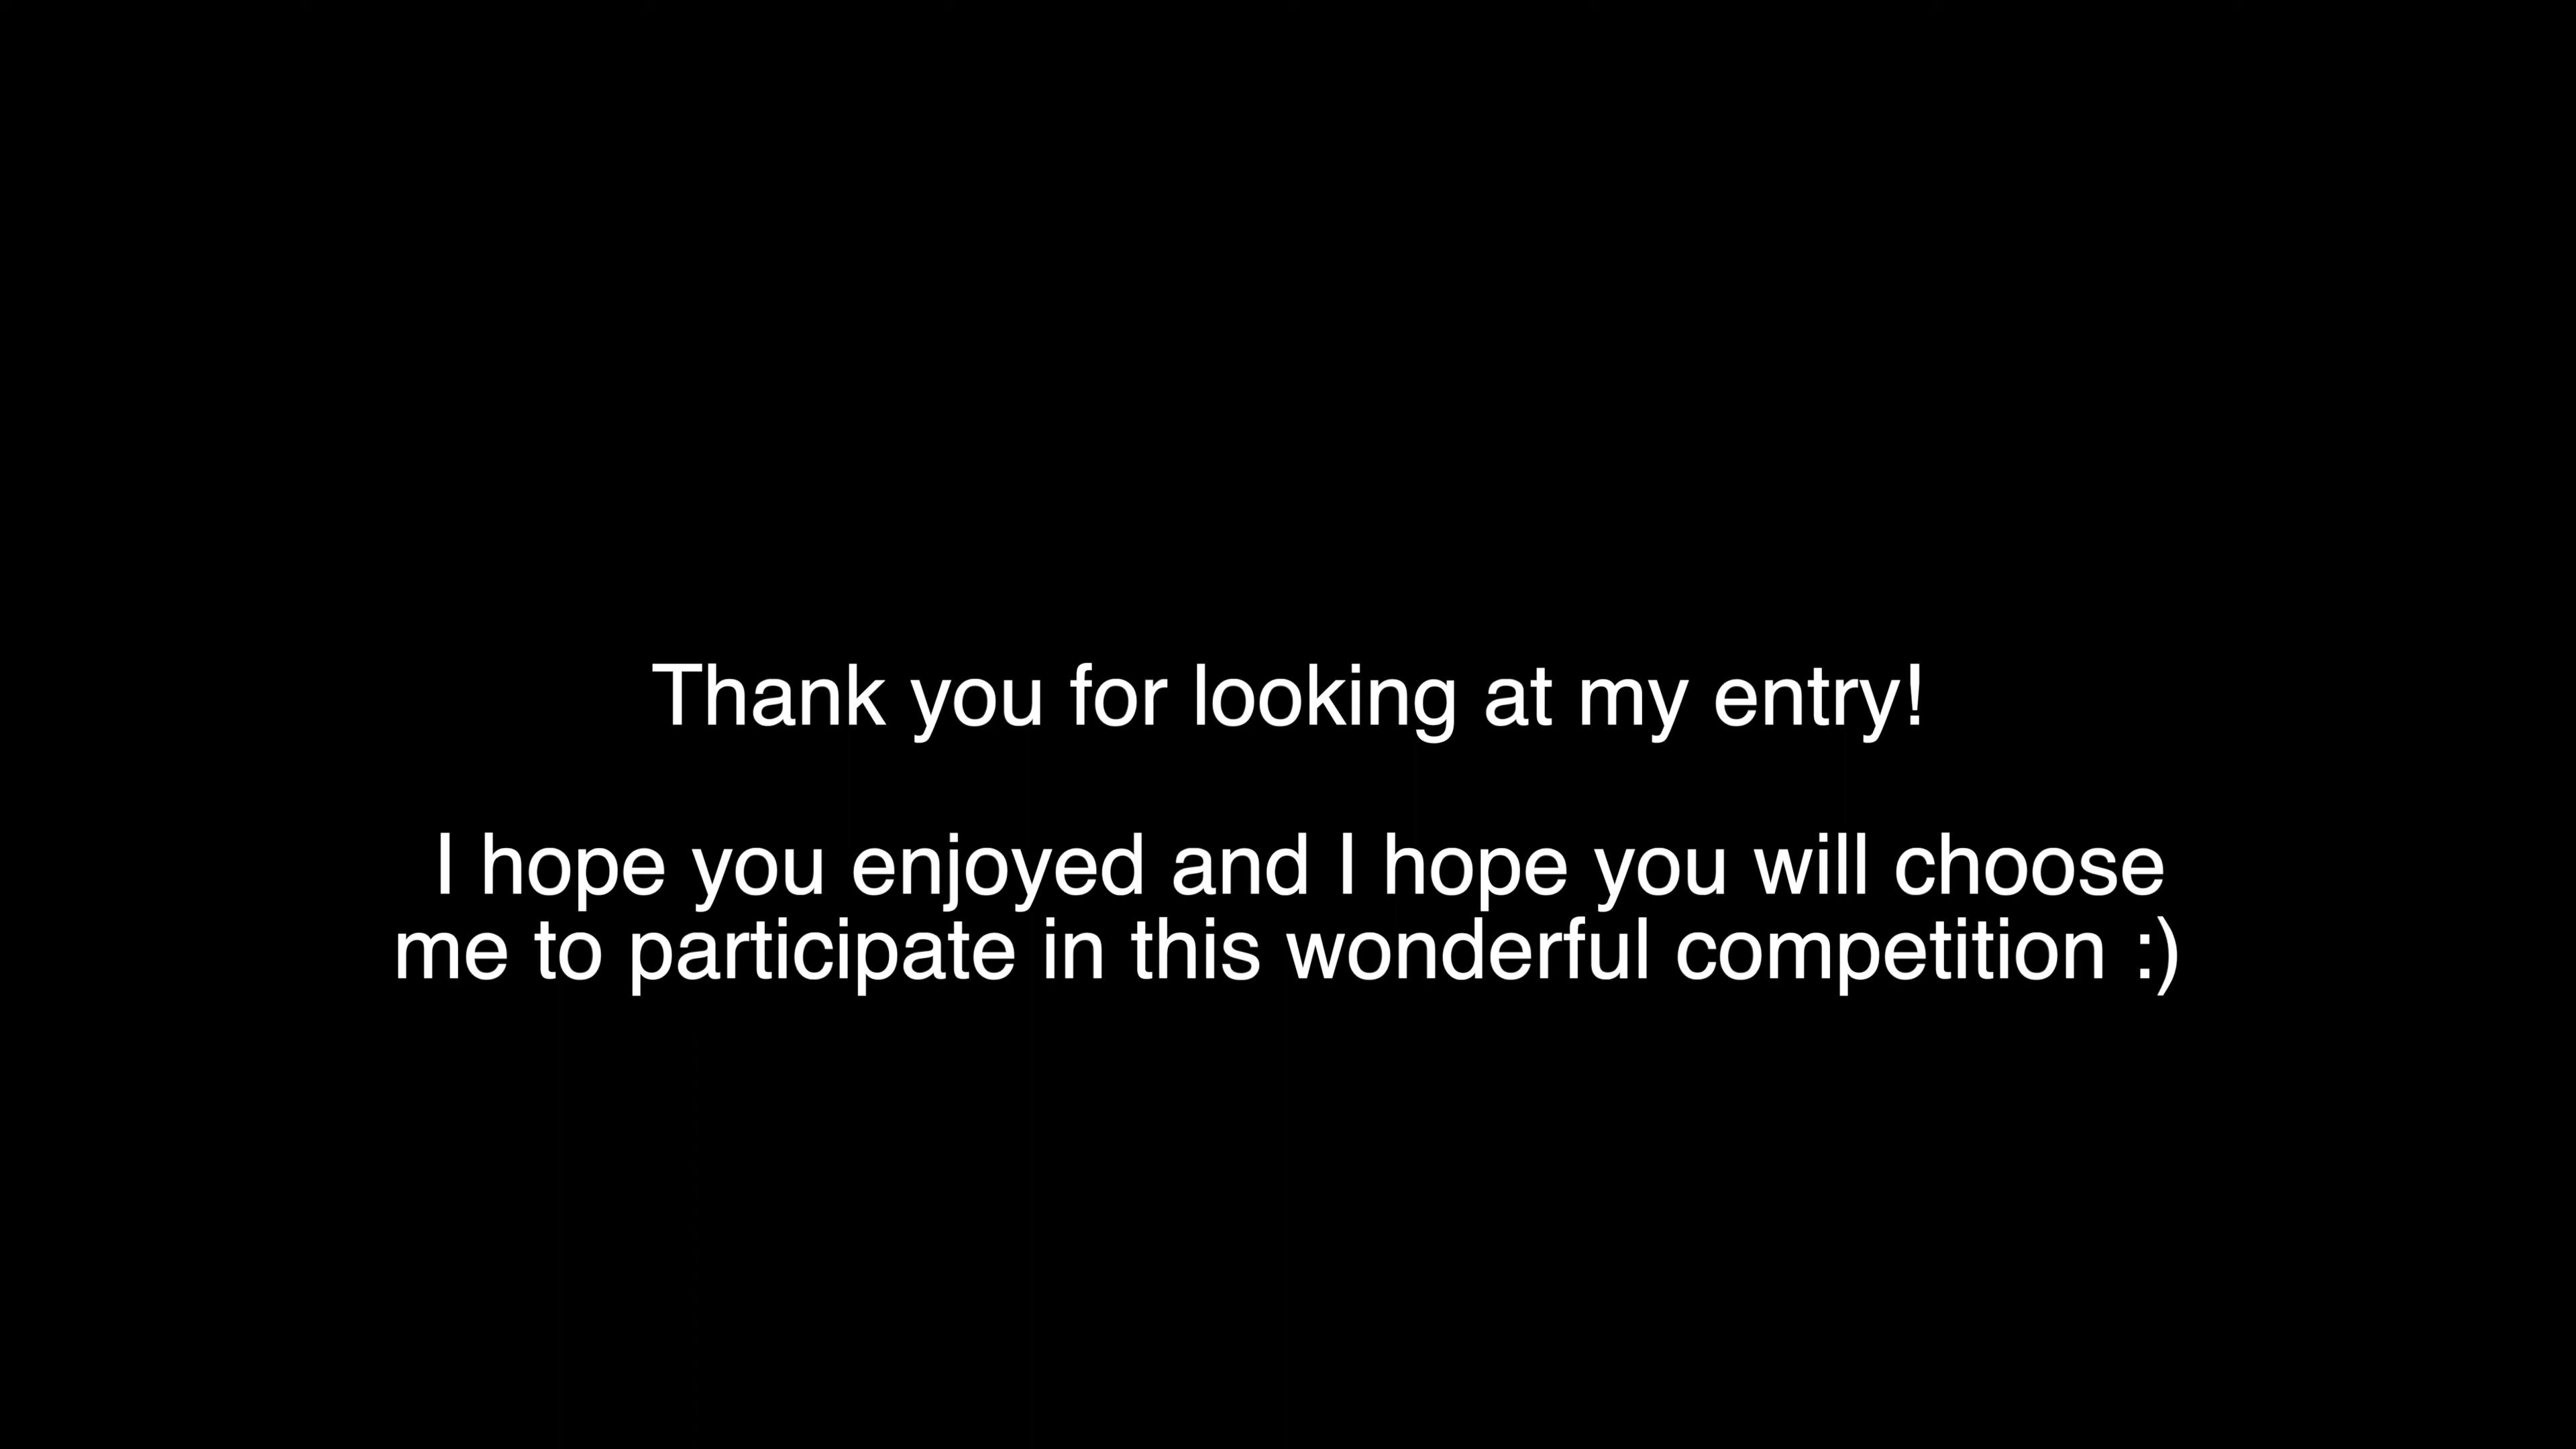 Thank you for looking at my entry!
I hope you enjoyed and I hope you will choose
me to participate in this wonderful competition :)